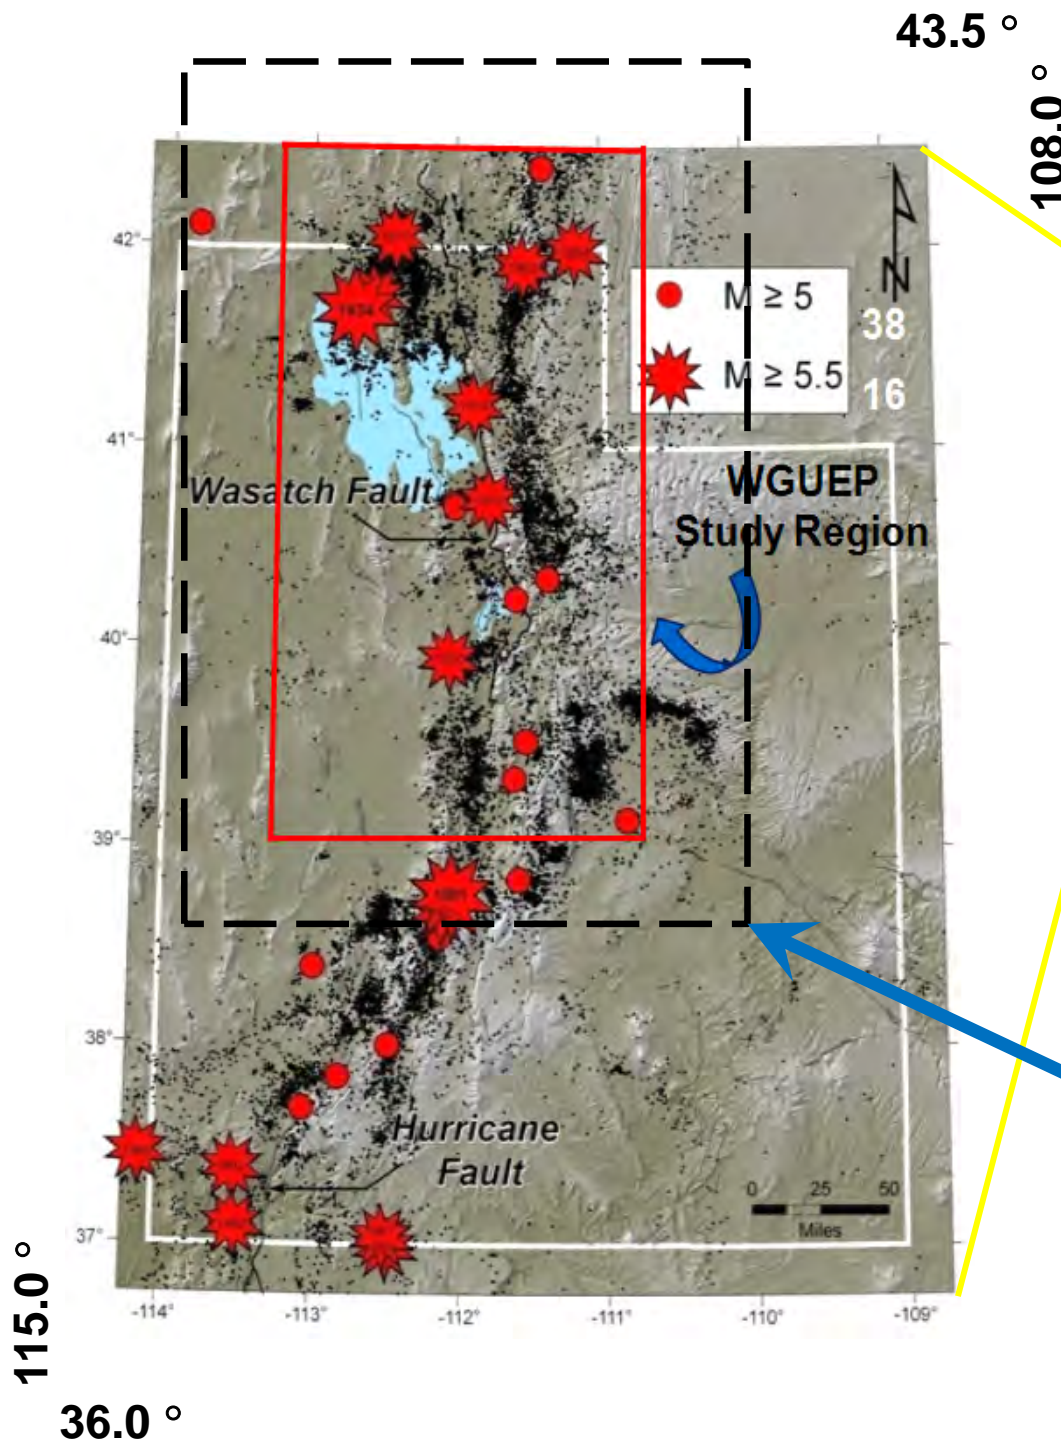 43.5 °
108.0 °
42°
M ≥ 5
38
M ≥ 5.5
16
41°
Wasatch Fault
WGUEP
Study Region
40°
39°
38°
Hurricane
Fault
0 25 50
Miles
37°
-114° -113° -112° -111° -110° -109°
115.0 °
36.0 °
N
1934